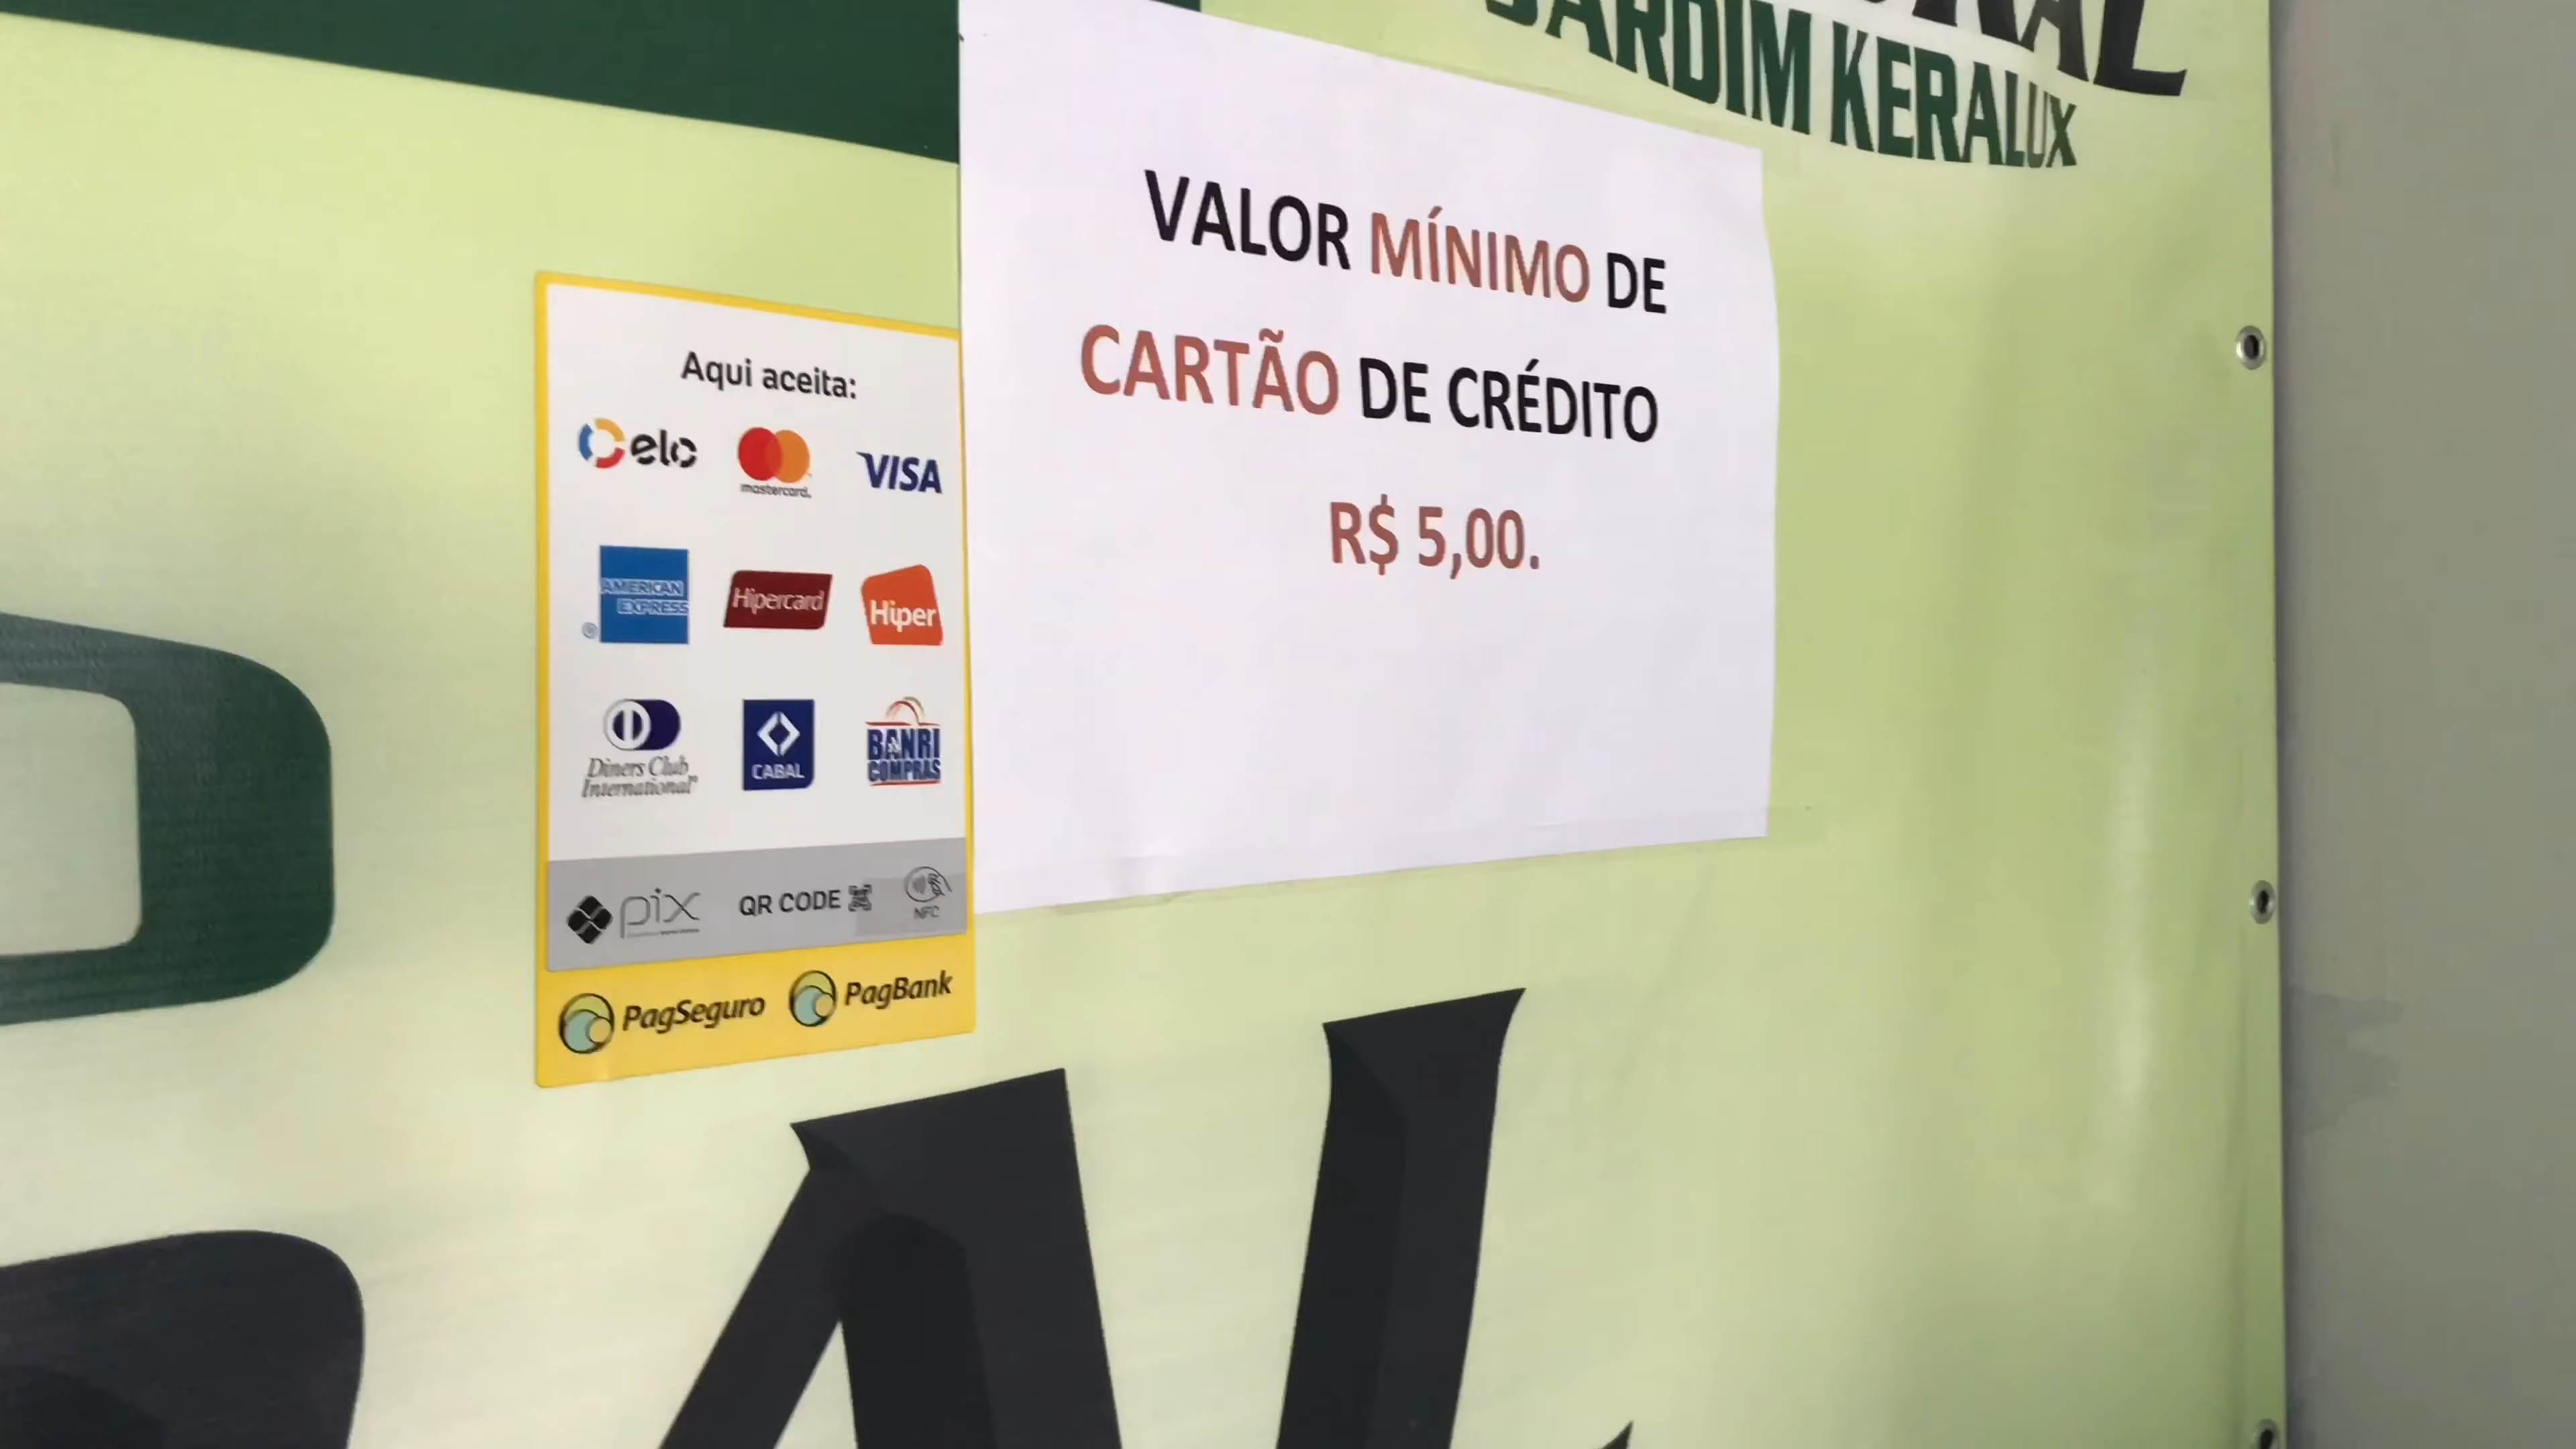 JARDIM KERALUX
VALOR MÍNIMO DE
CARTÃO DE CRÉDITO
R$ 5,00.
Aqui aceita:
elo
mastercard.
VISA
AMERICAN
EXPRESS
®
Hipercard
Hiper
Diners Club
International®
CABAL
BANRI
COMPRAS
pix
QR CODE
NFC
PagSeguro
PagBank